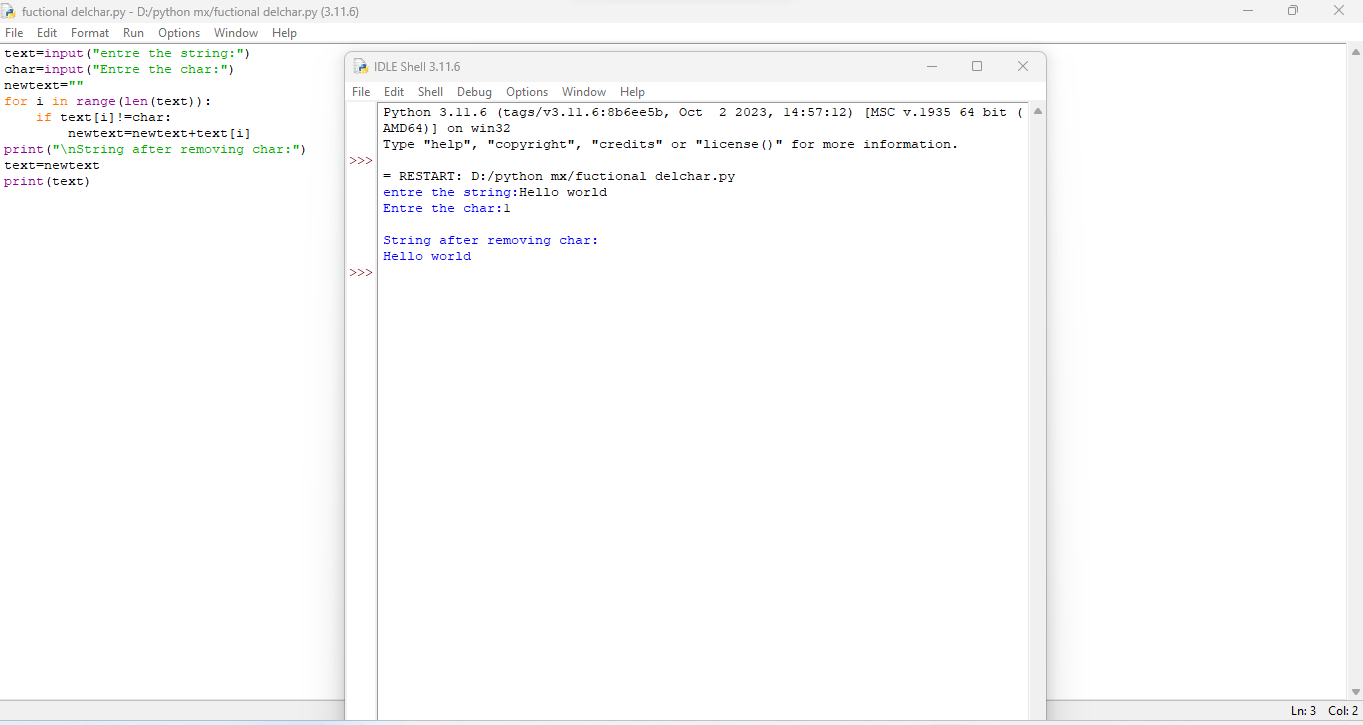 fuctional delchar.py - D:/python mx/fuctional delchar.py (3.11.6)
File Edit Format Run Options Window Help
text=input("entre the string:")
char=input("Entre the char:")
newtext=""
for i in range(len(text)):
    if text[i]!=char:
        newtext=newtext+text[i]
print("\nString after removing char:")
text=newtext
print(text)
IDLE Shell 3.11.6
File Edit Shell Debug Options Window Help
Python 3.11.6 (tags/v3.11.6:8b6ee5b, Oct  2 2023, 14:57:12) [MSC v.1935 64 bit (
AMD64)] on win32
Type "help", "copyright", "credits" or "license()" for more information.
>>>
= RESTART: D:/python mx/fuctional delchar.py
entre the string:Hello world
Entre the char:1

String after removing char:
Hello world
>>>
Ln: 3 Col: 2